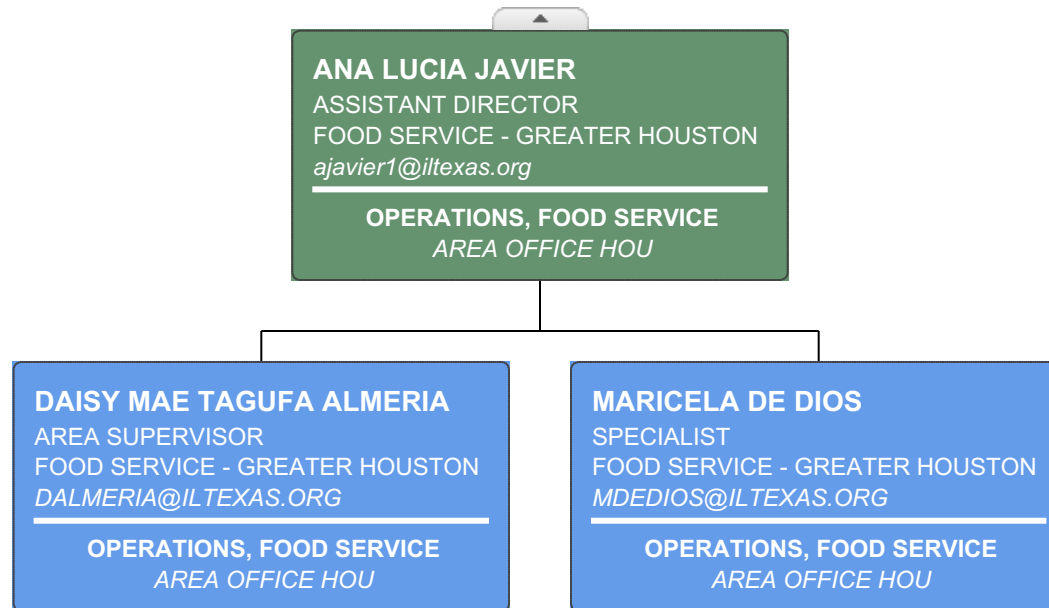 ANA LUCIA JAVIER
ASSISTANT DIRECTOR
FOOD SERVICE - GREATER HOUSTON
ajavier1@iltexas.org
OPERATIONS, FOOD SERVICE
AREA OFFICE HOU
DAISY MAE TAGUFA ALMERIA
AREA SUPERVISOR
FOOD SERVICE - GREATER HOUSTON
DALMERIA@ILTEXAS.ORG
OPERATIONS, FOOD SERVICE
AREA OFFICE HOU
MARICELA DE DIOS
SPECIALIST
FOOD SERVICE - GREATER HOUSTON
MDEDIOS@ILTEXAS.ORG
OPERATIONS, FOOD SERVICE
AREA OFFICE HOU